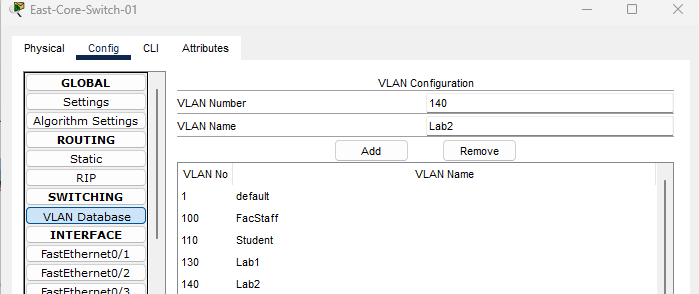 East-Core-Switch-01
Physical Config CLI Attributes
GLOBAL
Settings
Algorithm Settings
ROUTING
Static
RIP
SWITCHING
VLAN Database
INTERFACE
FastEthernet0/1
FastEthernet0/2
FastEthernet0/3
VLAN Configuration
VLAN Number 140
VLAN Name Lab2
Add Remove
VLAN No VLAN Name
1 default
100 FacStaff
110 Student
130 Lab1
140 Lab2